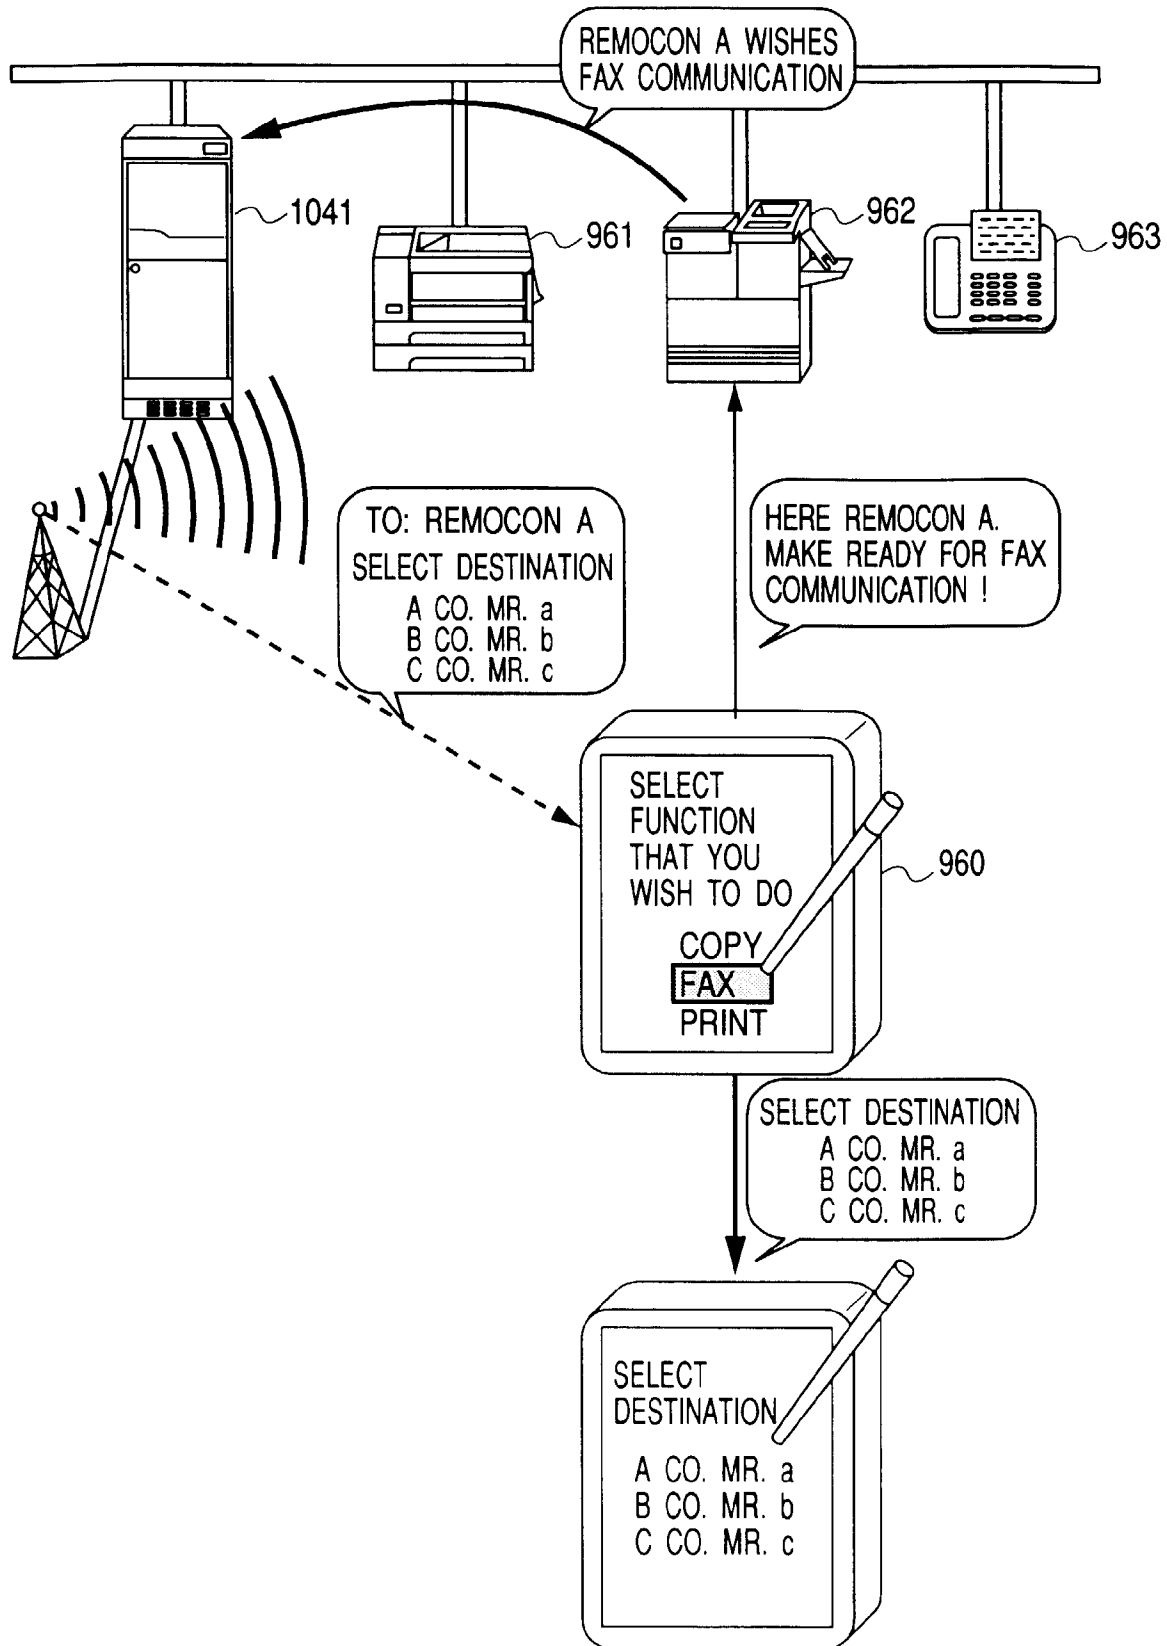 REMOCON A WISHES
FAX COMMUNICATION
1041
961
962
963
TO: REMOCON A
SELECT DESTINATION
A CO. MR. a
B CO. MR. b
C CO. MR. c
HERE REMOCON A.
MAKE READY FOR FAX
COMMUNICATION !
SELECT
FUNCTION
THAT YOU
WISH TO DO
COPY
FAX
PRINT
960
SELECT DESTINATION
A CO. MR. a
B CO. MR. b
C CO. MR. c
SELECT
DESTINATION
A CO. MR. a
B CO. MR. b
C CO. MR. c